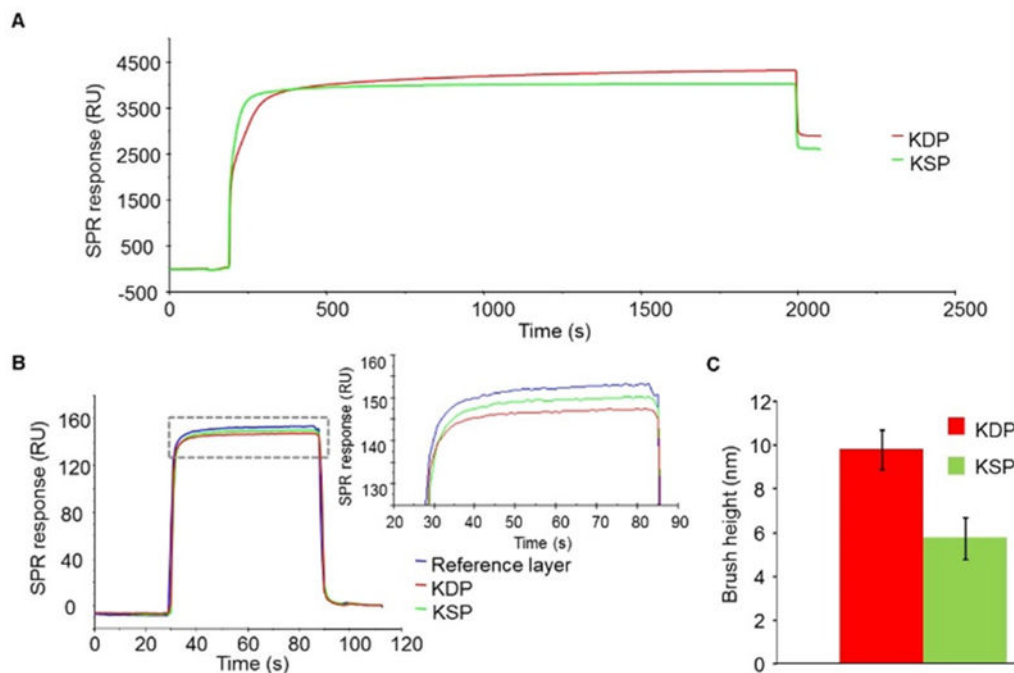 A
SPR response (RU)
4500
3500
2500
1500
500
-500
0
500
1000
1500
2000
2500
Time (s)
KDP
KSP
B
SPR response (RU)
160
140
80
40
0
0
20
40
60
80
100
120
Time (s)
SPR response (RU)
160
150
140
130
20
30
40
50
60
70
80
90
Time (s)
Reference layer
KDP
KSP
C
Brush height (nm)
12
10
8
6
4
2
0
KDP
KSP